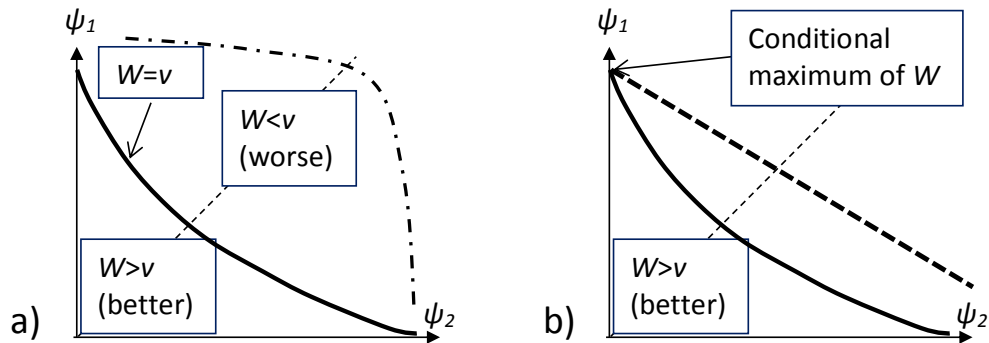 ψ1
W=v
W<v
(worse)
W>v
(better)
ψ2
a)
ψ1
Conditional
maximum of W
W>v
(better)
ψ2
b)